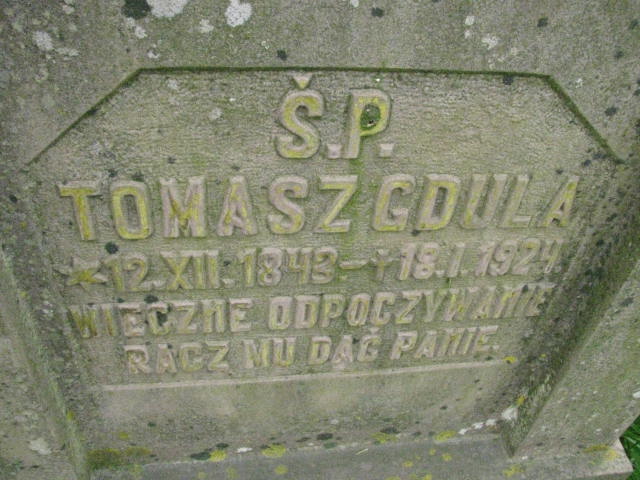 Ś.P.
TOMASZ GDULA
* 12.XII.1843 - † 18.I.1924.
WIECZNE ODPOCZYWANIE
RACZ MU DAĆ PANIE.